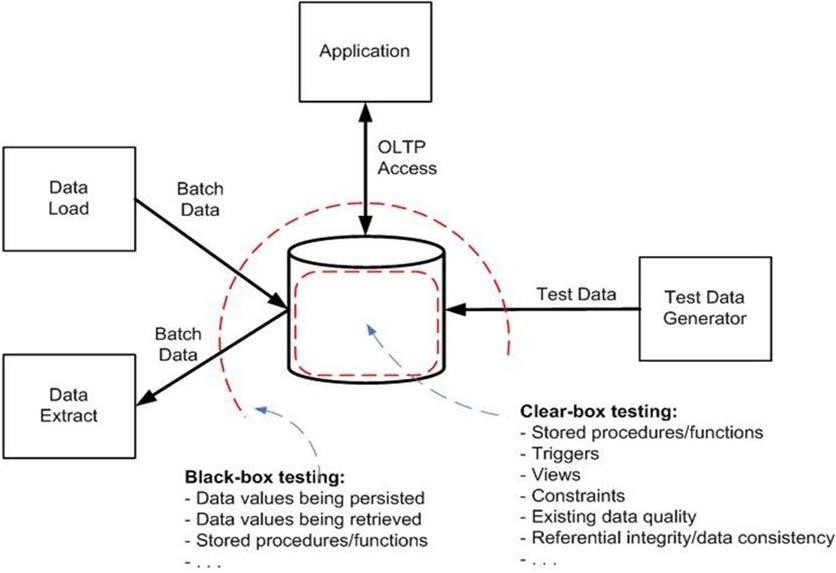 Application
OLTP
Access
Data
Load
Batch
Data
Test Data
Test Data
Generator
Batch
Data
Data
Extract
Clear-box testing:
- Stored procedures/functions
- Triggers
- Views
- Constraints
- Existing data quality
- Referential integrity/data consistency
- . . .
Black-box testing:
- Data values being persisted
- Data values being retrieved
- Stored procedures/functions
- . . .